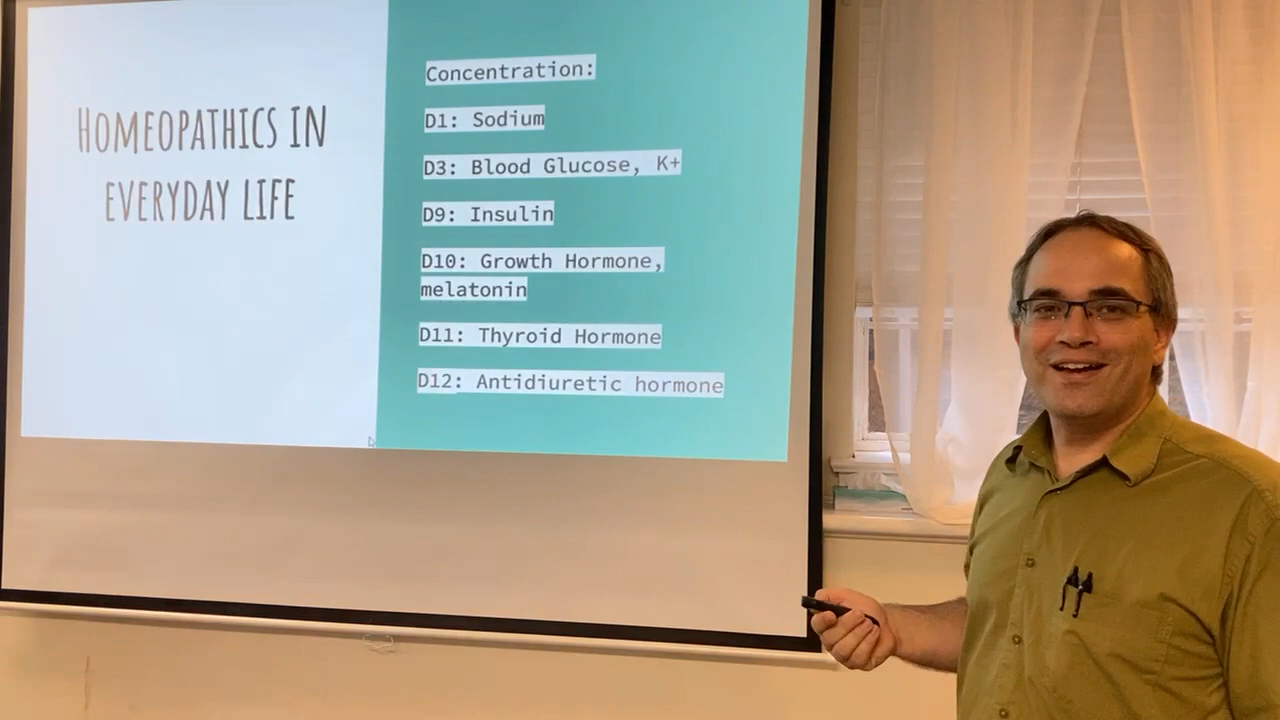 HOMEOPATHICS IN
EVERYDAY LIFE
Concentration:
D1: Sodium
D3: Blood Glucose, K+
D9: Insulin
D10: Growth Hormone,
melatonin
D11: Thyroid Hormone
D12: Antidiuretic hormone